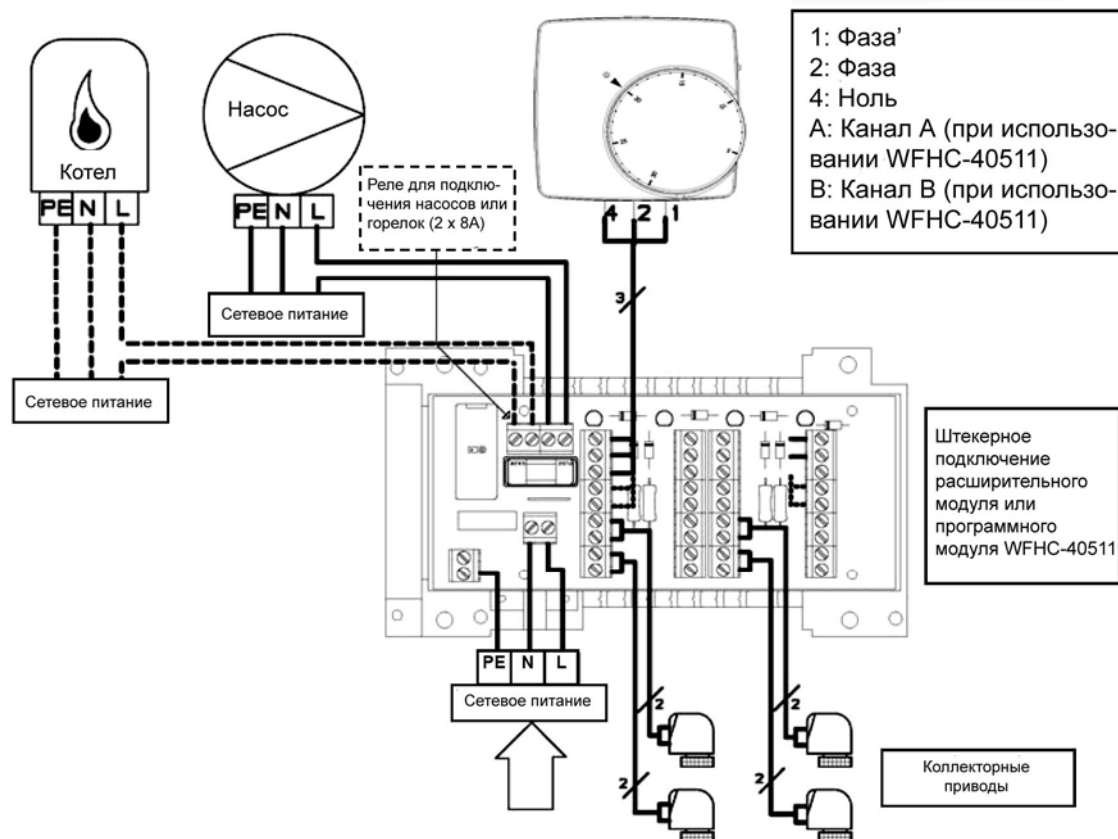 1: Фаза’
2: Фаза
4: Ноль
A: Канал A (при использо-
вании WFHC-40511)
B: Канал B (при использо-
вании WFHC-40511)
Котел
PE N L
Насос
PE N L
Реле для подклю-
чения насосов или
горелок (2 x 8A)
4 2 1
Сетевое питание
3
Сетевое питание
Штекерное
подключение
расширительного
модуля или
программного
модуля WFHC-40511
PE N L
Сетевое питание
2
2
2
2
Коллекторные
приводы